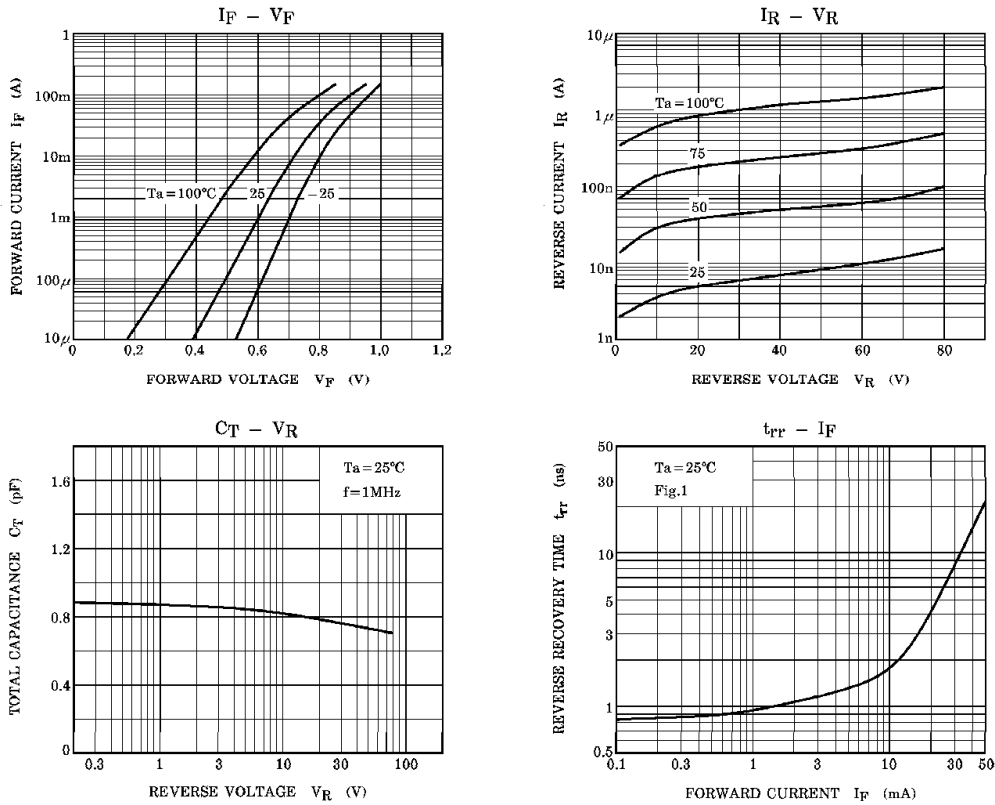 IF – VF
FORWARD CURRENT IF (A)
1
100m
10m
1m
100μ
10μ
Ta=100℃
25
−25
0
0.2
0.4
0.6
0.8
1.0
1.2
FORWARD VOLTAGE VF (V)
IR – VR
REVERSE CURRENT IR (A)
10μ
1μ
100n
10n
1n
Ta=100℃
75
50
25
0
20
40
60
80
REVERSE VOLTAGE VR (V)
CT – VR
TOTAL CAPACITANCE CT (pF)
1.6
1.2
0.8
0.4
0
Ta=25℃
f=1MHz
0.3
1
3
10
30
100
REVERSE VOLTAGE VR (V)
trr – IF
REVERSE RECOVERY TIME trr (ns)
50
30
10
5
3
1
0.5
Ta=25℃
Fig.1
0.1
0.3
1
3
10
30
50
FORWARD CURRENT IF (mA)